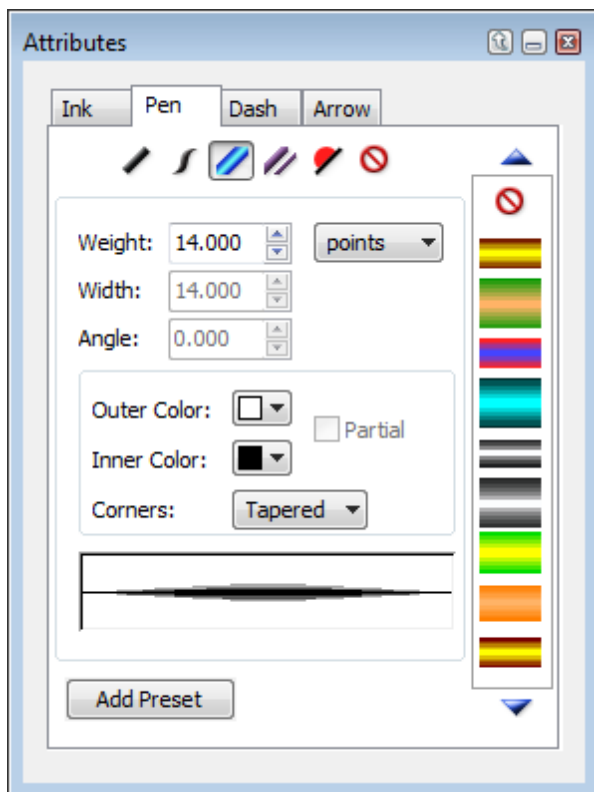 Attributes
Ink Pen Dash Arrow
Weight: 14.000 points
Width: 14.000
Angle: 0.000
Outer Color:
Partial
Inner Color:
Corners: Tapered
Add Preset